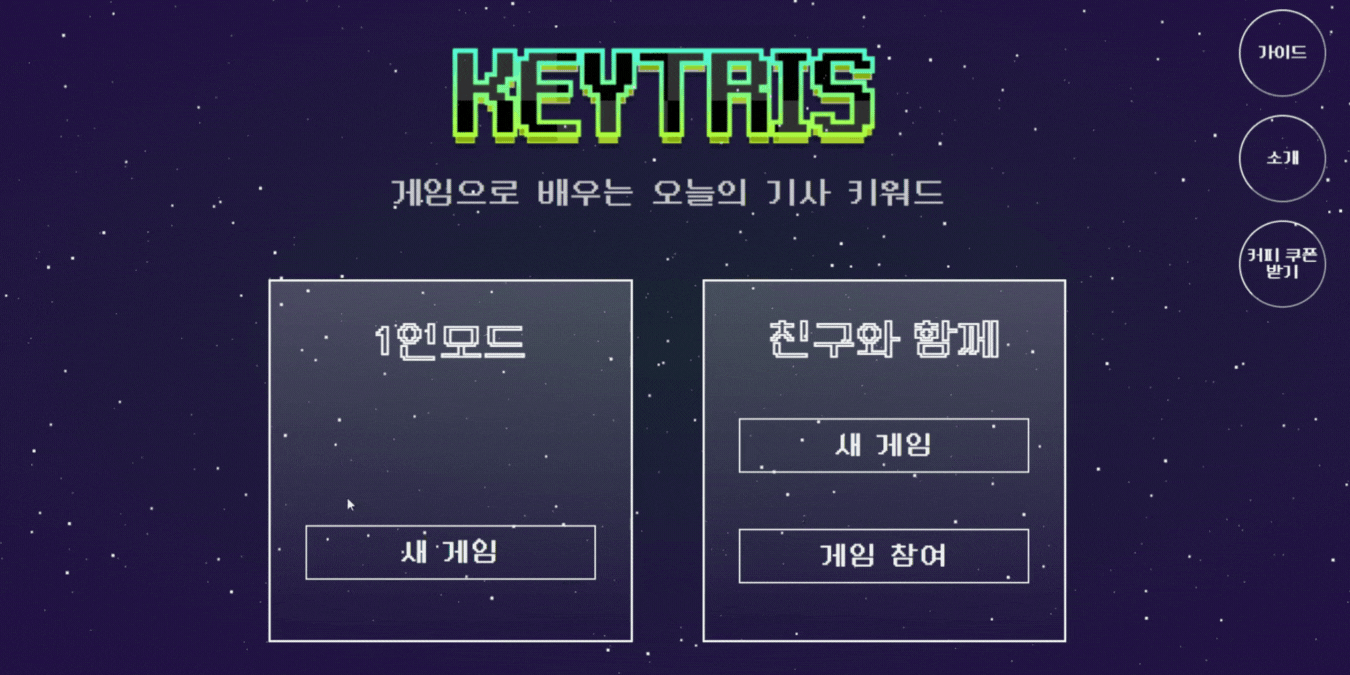 KEYTRIS
게임으로 배우는 오늘의 기사 키워드
가이드
소개
커피 쿠폰
받기
1인모드
새 게임
친구와 함께
새 게임
게임 참여